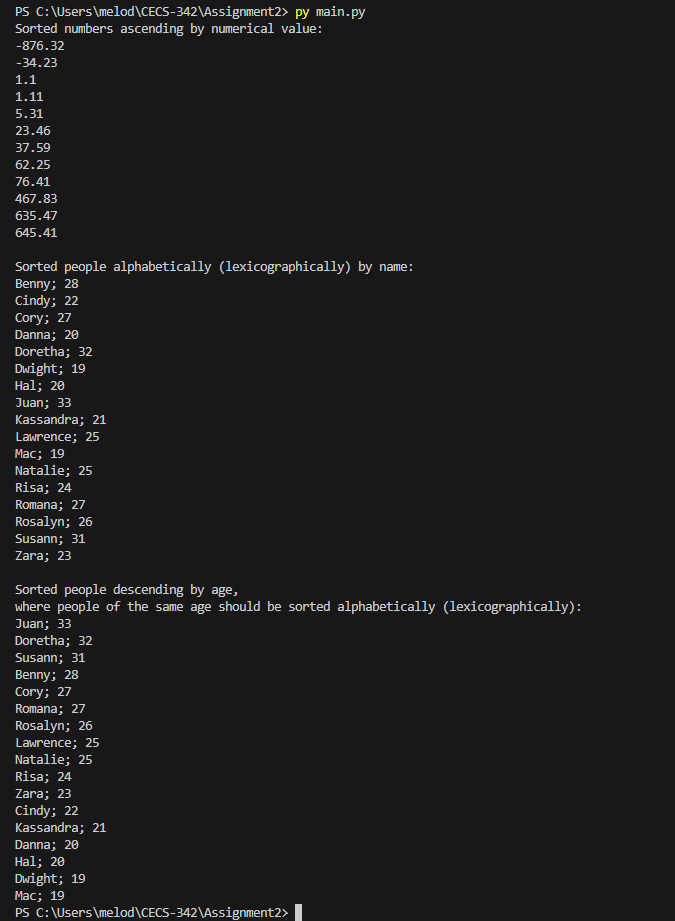 PS C:\Users\melod\CECS-342\Assignment2> py main.py
Sorted numbers ascending by numerical value:
-876.32
-34.23
1.1
1.11
5.31
23.46
37.59
62.25
76.41
467.83
635.47
645.41
Sorted people alphabetically (lexicographically) by name:
Benny; 28
Cindy; 22
Cory; 27
Danna; 20
Doretha; 32
Dwight; 19
Hal; 20
Juan; 33
Kassandra; 21
Lawrence; 25
Mac; 19
Natalie; 25
Risa; 24
Romana; 27
Rosalyn; 26
Susann; 31
Zara; 23
Sorted people descending by age,
where people of the same age should be sorted alphabetically (lexicographically):
Juan; 33
Doretha; 32
Susann; 31
Benny; 28
Cory; 27
Romana; 27
Rosalyn; 26
Lawrence; 25
Natalie; 25
Risa; 24
Zara; 23
Cindy; 22
Kassandra; 21
Danna; 20
Hal; 20
Dwight; 19
Mac; 19
PS C:\Users\melod\CECS-342\Assignment2>